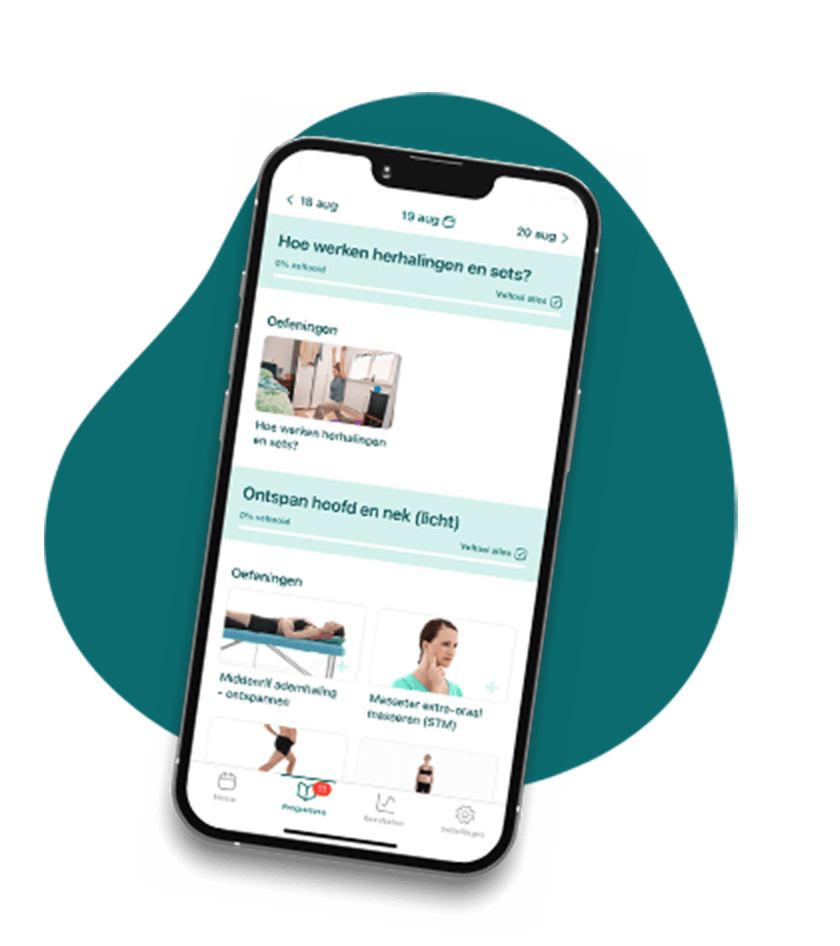 18 aug
19 aug
20 aug
Hoe werken herhalingen en sets?
0% voltooid
Voltooi alles
Oefeningen
Hoe werken herhalingen
en sets?
Ontspan hoofd en nek (licht)
0% voltooid
Voltooi alles
Oefeningen
Middenrif ademhaling
- ontspannen
Masseter extra-oraal
masseren (STM)
Home
Programma
Resultaten
Instellingen